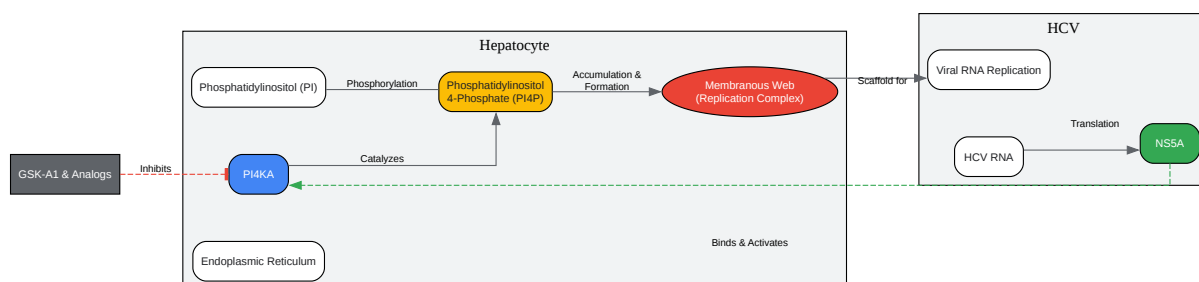 Hepatocyte
HCV
Phosphatidylinositol (PI)
Phosphorylation
Phosphatidylinositol
4-Phosphate (PI4P)
Accumulation &
Formation
Membranous Web
(Replication Complex)
Scaffold for
Viral RNA Replication
HCV RNA
Translation
NS5A
GSK-A1 & Analogs
Inhibits
PI4KA
Catalyzes
Binds & Activates
Endoplasmic Reticulum